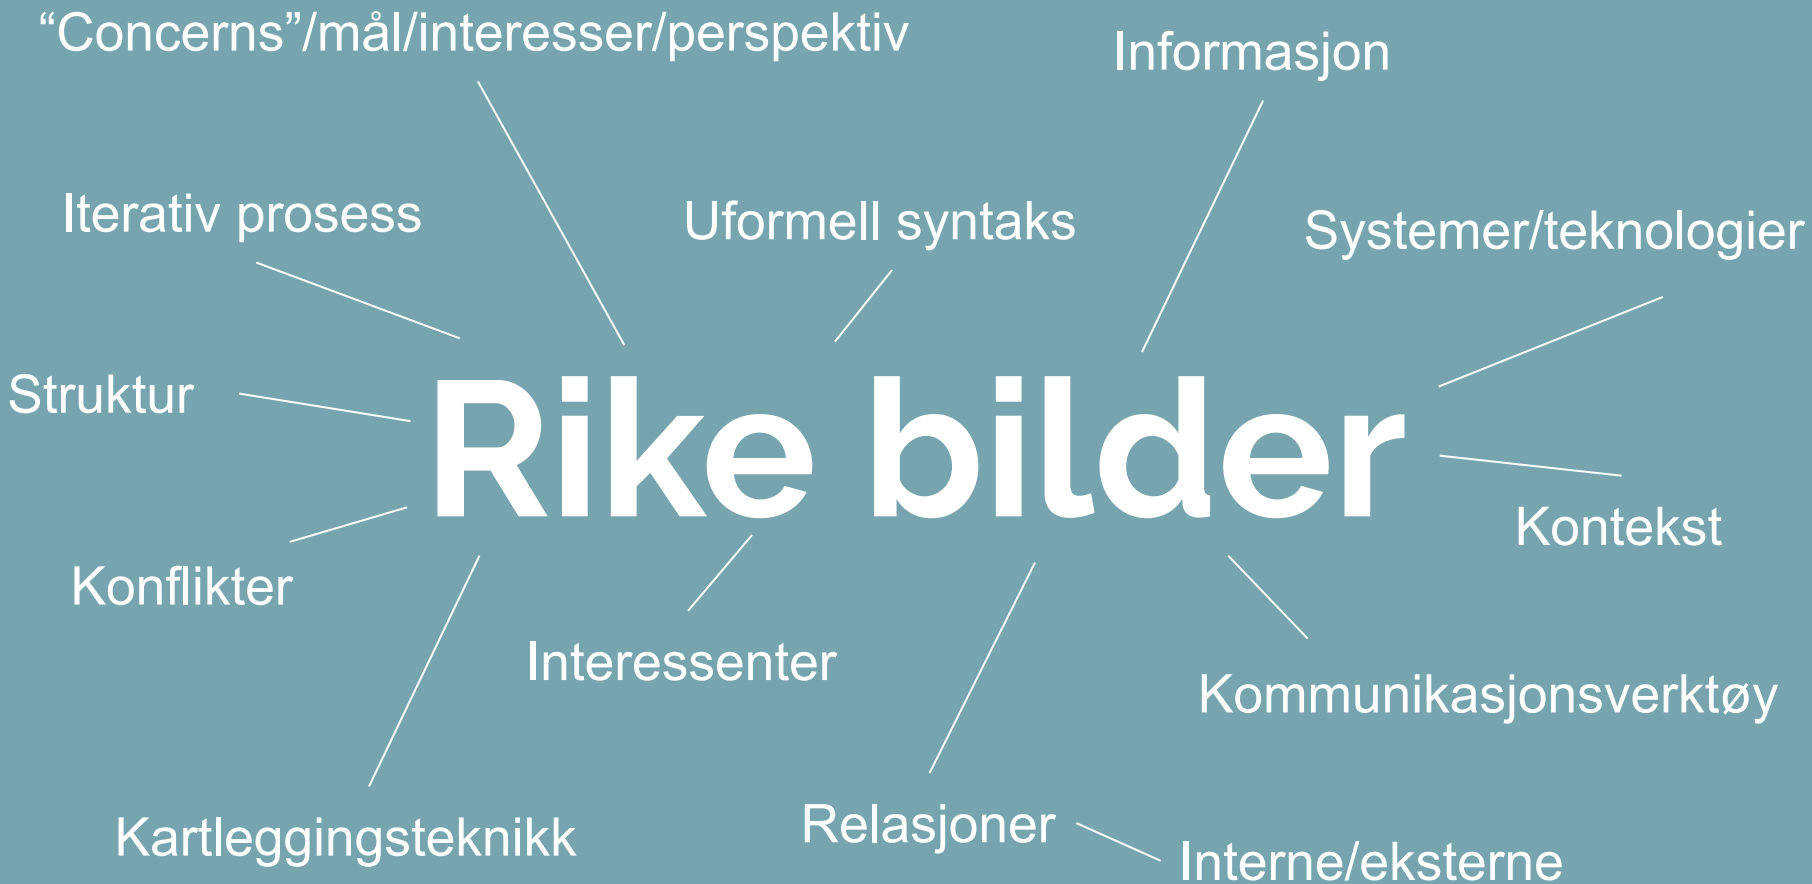 “Concerns”/mål/interesser/perspektiv
Informasjon
Iterativ prosess
Uformell syntaks
Systemer/teknologier
Struktur
Rike bilder
Kontekst
Konflikter
Interessenter
Kommunikasjonsverktøy
Kartleggingsteknikk
Relasjoner
Interne/eksterne